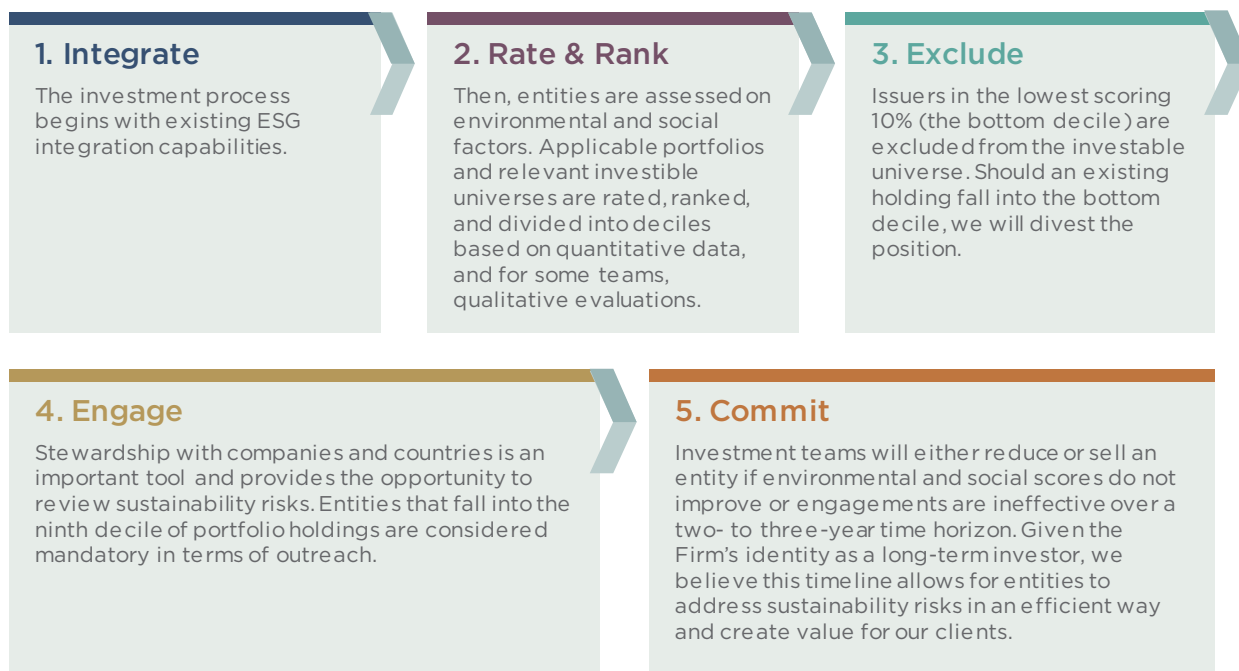 1. Integrate
The investment process
begins with existing ESG
integration capabilities.
2. Rate & Rank
Then, entities are assessed on
environmental and social
factors. Applicable portfolios
and relevant investible
universes are rated, ranked,
and divided into deciles
based on quantitative data,
and for some teams,
qualitative evaluations.
3. Exclude
Issuers in the lowest scoring
10% (the bottom decile) are
excluded from the investable
universe. Should an existing
holding fall into the bottom
decile, we will divest the
position.
4. Engage
Stewardship with companies and countries is an
important tool and provides the opportunity to
review sustainability risks. Entities that fall into the
ninth decile of portfolio holdings are considered
mandatory in terms of outreach.
5. Commit
Investment teams will either reduce or sell an
entity if environmental and social scores do not
improve or engagements are ineffective over a
two- to three-year time horizon. Given the
Firm's identity as a long-term investor, we
believe this timeline allows for entities to
address sustainability risks in an efficient way
and create value for our clients.